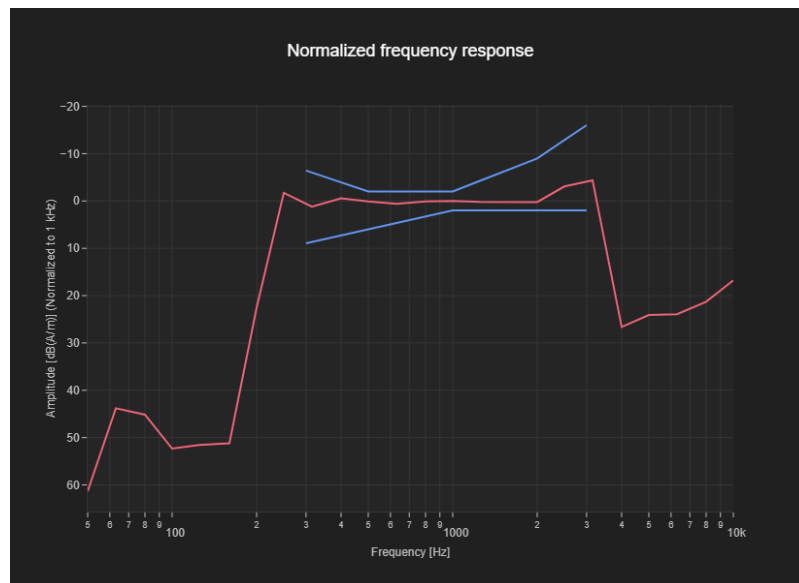 Normalized frequency response
Amplitude [dB(A/m)] (Normalized to 1 kHz)
−20
−10
0
10
20
30
40
50
60
5 6 7 8 9 100 2 3 4 5 6 7 8 9 1000 2 3 4 5 6 7 8 9 10k
Frequency [Hz]